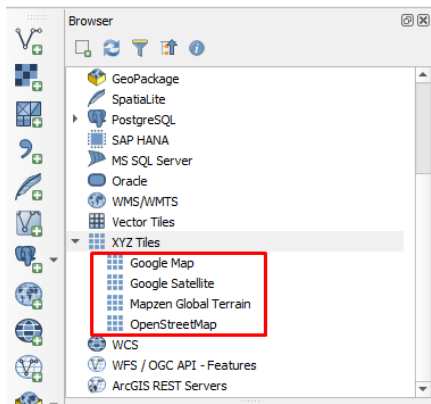 Browser
GeoPackage
SpatiaLite
PostgreSQL
SAP HANA
MS SQL Server
Oracle
WMS/WMTS
Vector Tiles
XYZ Tiles
Google Map
Google Satellite
Mapzen Global Terrain
OpenStreetMap
WCS
WFS / OGC API - Features
ArcGIS REST Servers